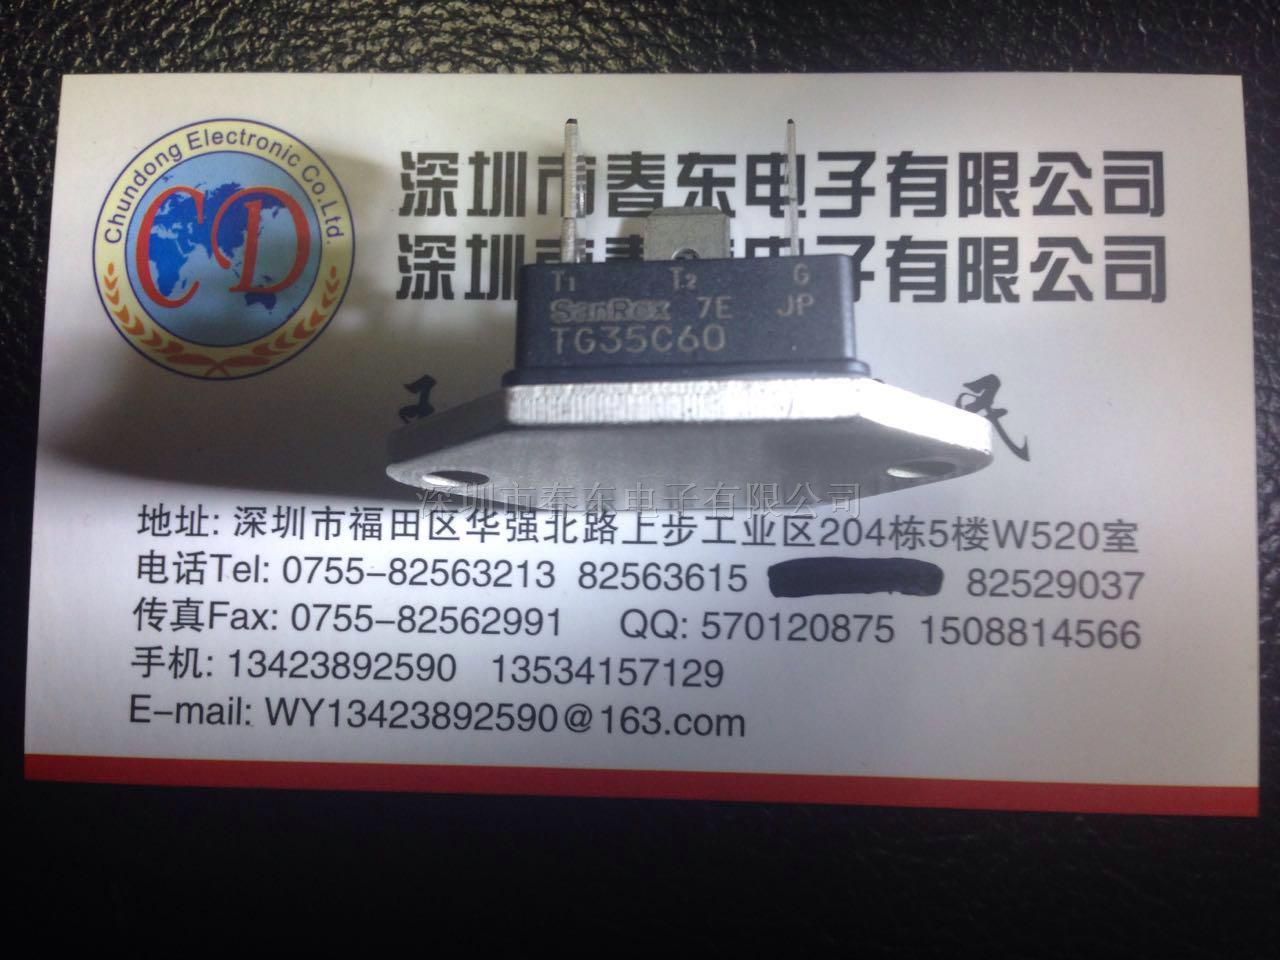 Chundong Electronic Co.Ltd.
CD
深圳市春东电子有限公司
深圳市春东电子有限公司
T1 T2 G
SanRex 7E JP
TG35C60
民
深圳市春东电子有限公司
地址: 深圳市福田区华强北路上步工业区204栋5楼W520室
电话Tel: 0755-82563213 82563615 82529037
传真Fax: 0755-82562991 QQ: 570120875 1508814566
手机: 13423892590 13534157129
E-mail: WY13423892590@163.com